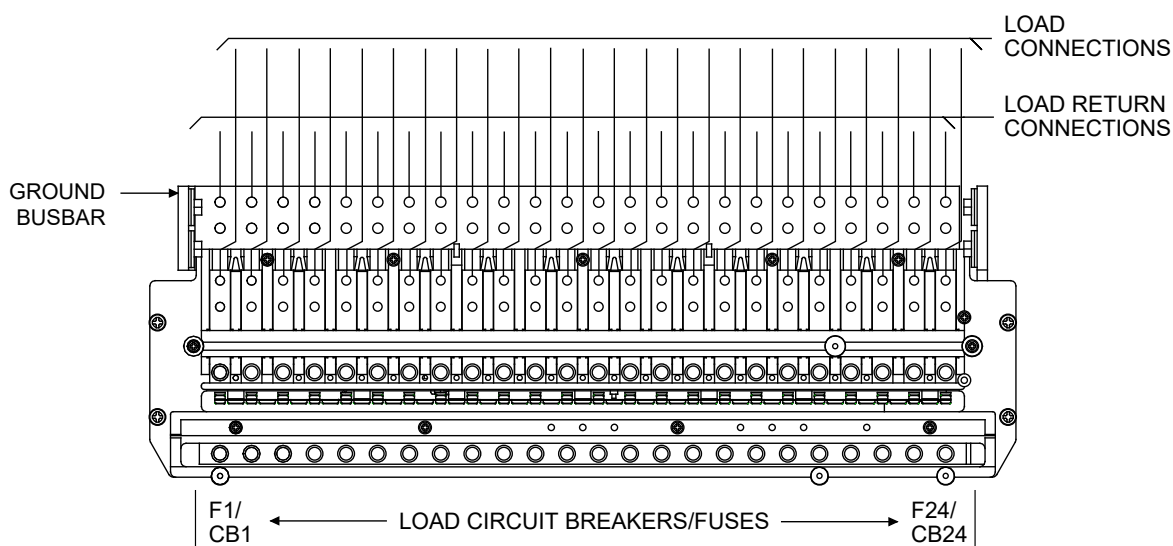 LOAD
CONNECTIONS
LOAD RETURN
CONNECTIONS
GROUND
BUSBAR
F1/
CB1
LOAD CIRCUIT BREAKERS/FUSES
F24/
CB24